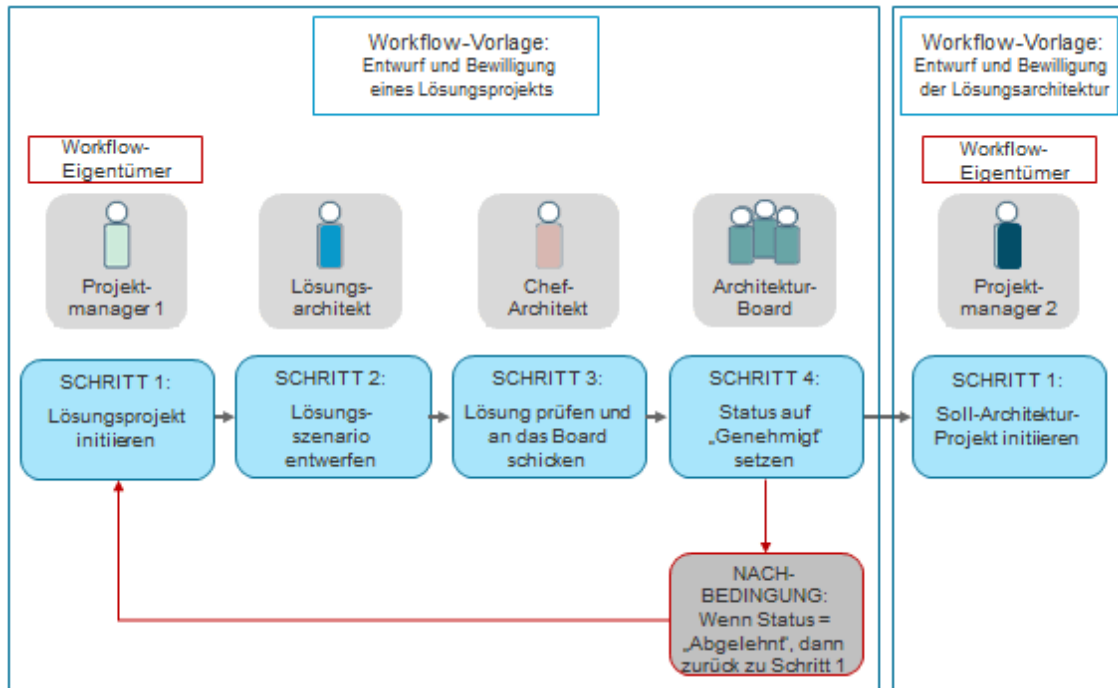 Workflow-Vorlage:
Entwurf und Bewilligung
eines Lösungsprojekts
Workflow-Vorlage:
Entwurf und Bewilligung
der Lösungsarchitektur
Workflow-
Eigentümer
Workflow-
Eigentümer
Projekt-
manager 1
Lösungs-
architekt
Chef-
Architekt
Architektur-
Board
Projekt-
manager 2
SCHRITT 1:
Lösungsprojekt
initiieren
SCHRITT 2:
Lösungs-
szenario
entwerfen
SCHRITT 3:
Lösung prüfen und
an das Board
schicken
SCHRITT 4:
Status auf
„Genehmigt"
setzen
SCHRITT 1:
Soll-Architektur-
Projekt initiieren
NACH-
BEDINGUNG:
Wenn Status =
„Abgelehnt", dann
zurück zu Schritt 1